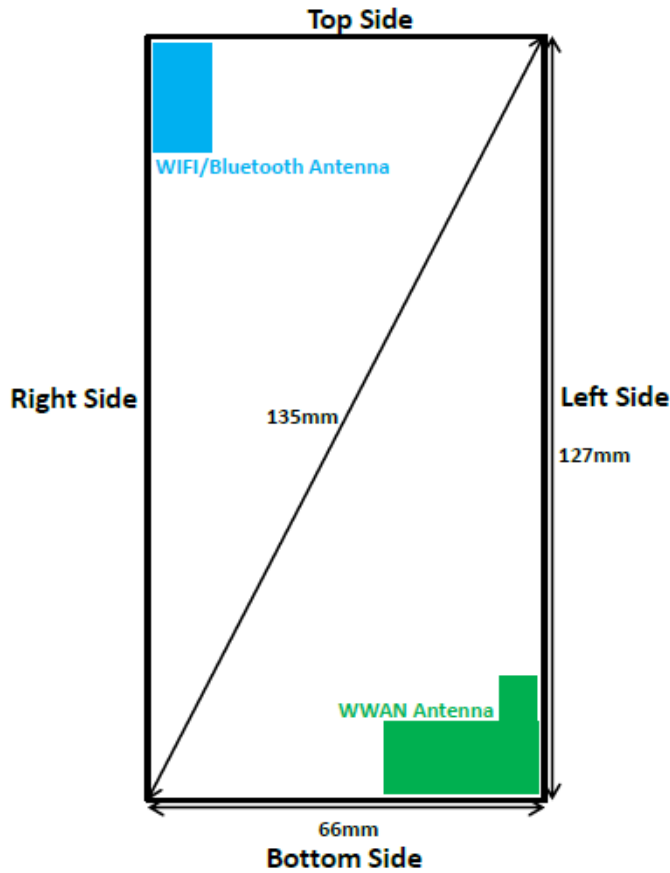 Top Side
WIFI/Bluetooth Antenna
Right Side
135mm
Left Side
127mm
WWAN Antenna
66mm
Bottom Side